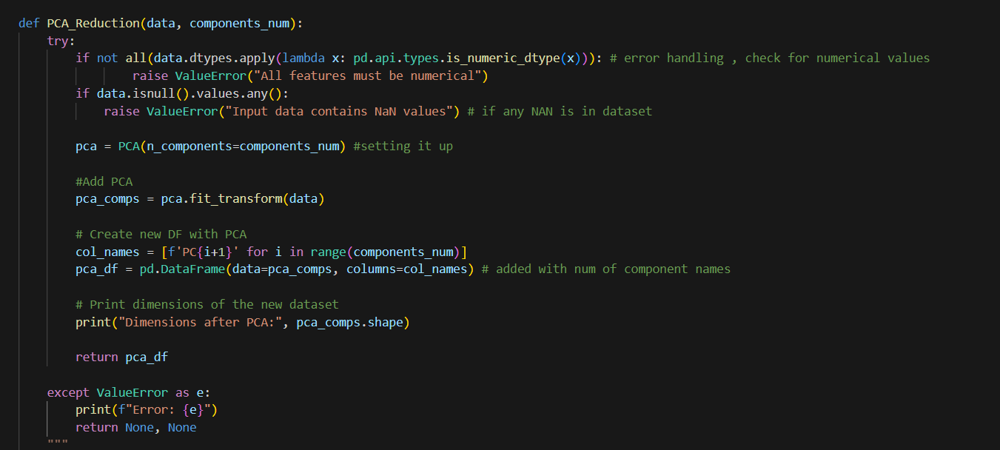 def PCA_Reduction(data, components_num):
    try:
        if not all(data.dtypes.apply(lambda x: pd.api.types.is_numeric_dtype(x))): # error handling , check for numerical values
                raise ValueError("All features must be numerical")
        if data.isnull().values.any():
            raise ValueError("Input data contains NaN values") # if any NAN is in dataset
        pca = PCA(n_components=components_num) #setting it up
        #Add PCA
        pca_comps = pca.fit_transform(data)
        # Create new DF with PCA
        col_names = [f'PC{i+1}' for i in range(components_num)]
        pca_df = pd.DataFrame(data=pca_comps, columns=col_names) # added with num of component names
        # Print dimensions of the new dataset
        print("Dimensions after PCA:", pca_comps.shape)
        return pca_df
    except ValueError as e:
        print(f"Error: {e}")
        return None, None
    """